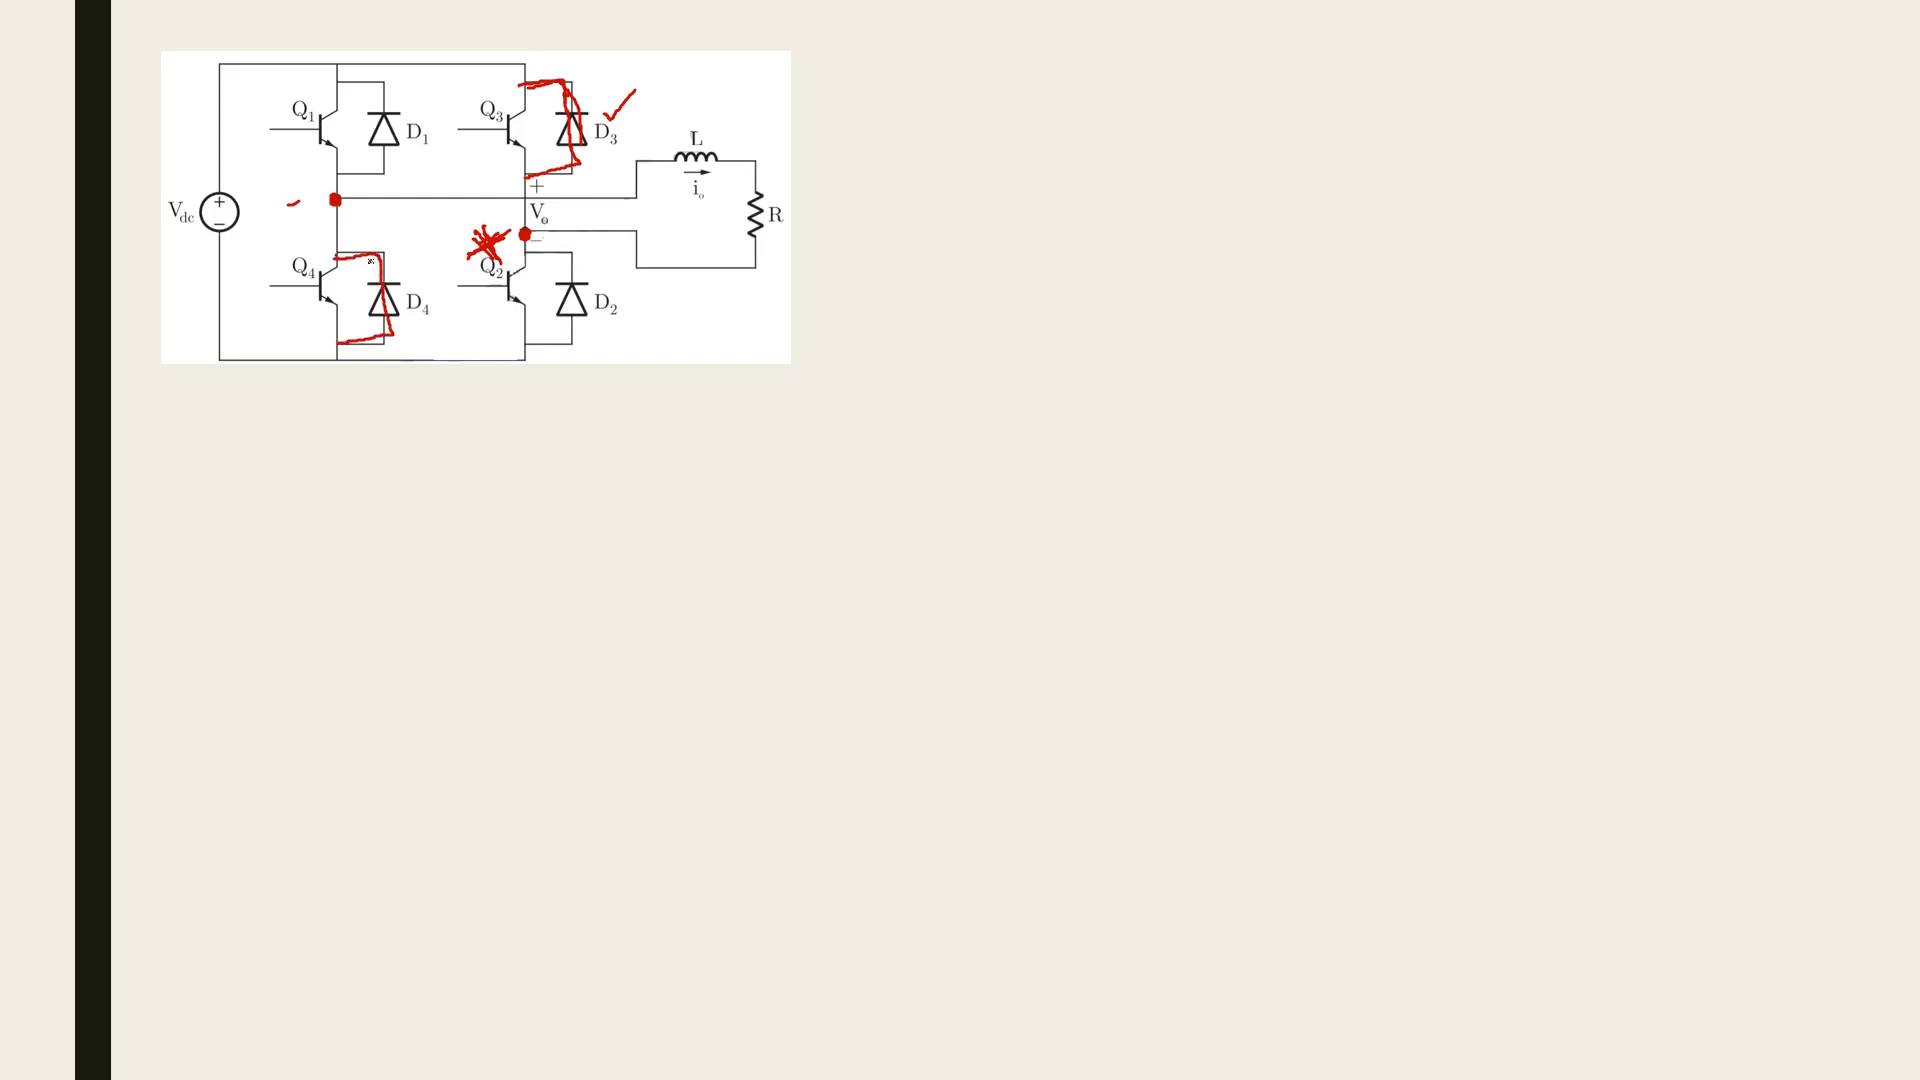 Q1 D1 Q3 D3
L
io
+
Vdc + − Vo R
−
Q4 D4 Q2 D2